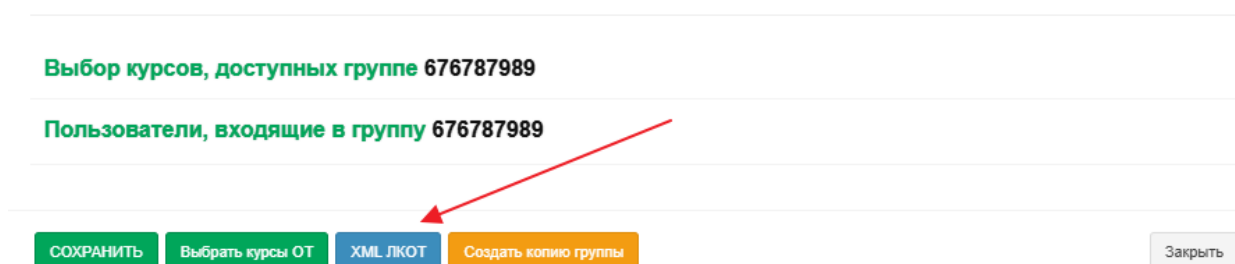 Выбор курсов, доступных группе 676787989
Пользователи, входящие в группу 676787989
СОХРАНИТЬ Выбрать курсы ОТ XML ЛКОТ Создать копию группы Закрыть